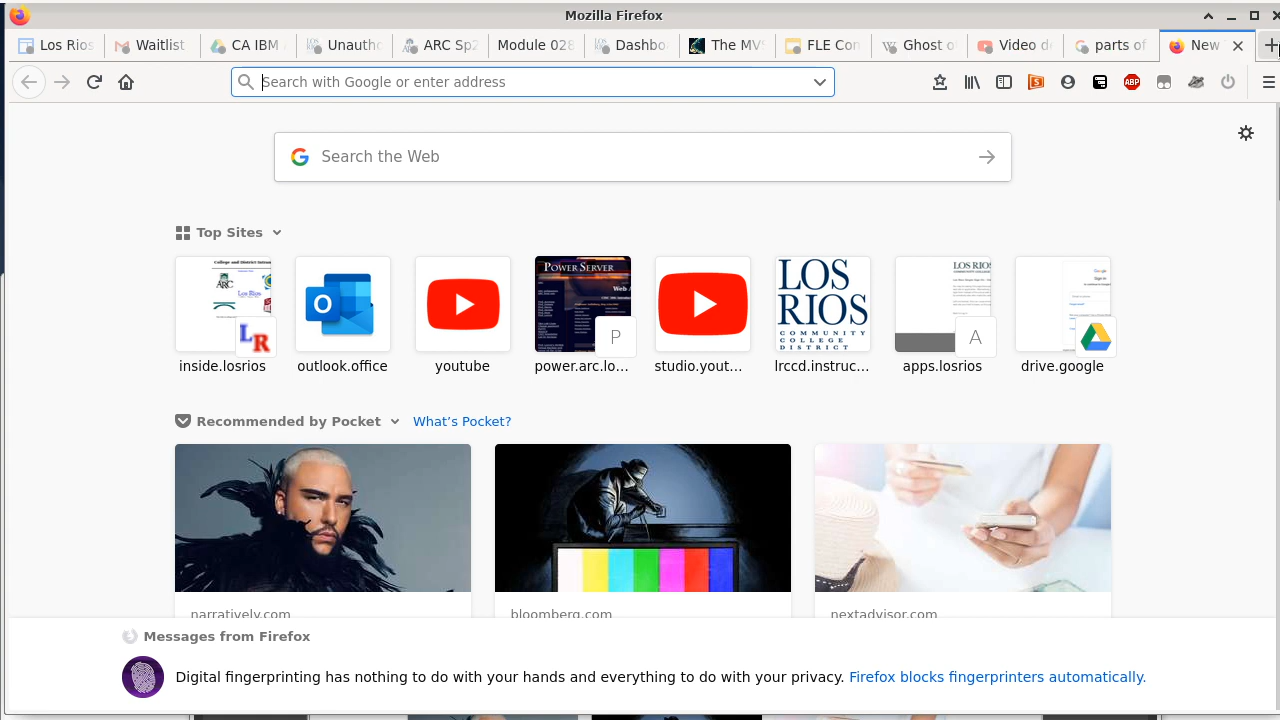 Mozilla Firefox
Los Rios Waitlist CA IBM Unauth ARC Spa Module 028 Dashbo The MVS FLE Con Ghost o Video d parts of New
Search with Google or enter address
Search the Web
Top Sites
POWER SERVER
LOS RIOS
COMMUNITY COLLEGE DISTRICT
inside.losrios outlook.office youtube power.arc.lo... studio.yout... lrccd.instruc... apps.losrios drive.google
Recommended by Pocket What's Pocket?
narratively.com bloomberg.com nextadvisor.com
Messages from Firefox
Digital fingerprinting has nothing to do with your hands and everything to do with your privacy. Firefox blocks fingerprinters automatically.